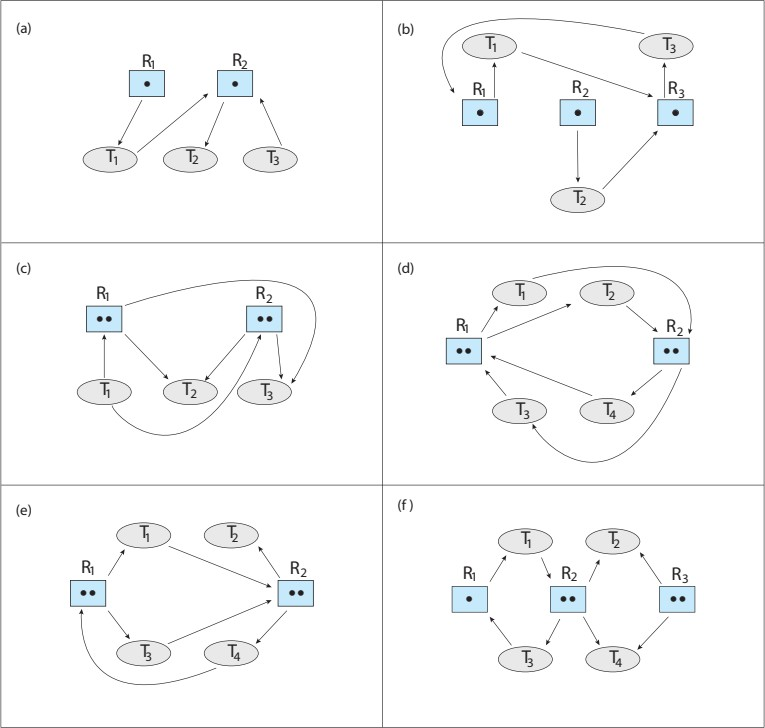 (a)
R1 R2
T1 T2 T3
(b)
T1 T3
R1 R2 R3
T2
(c)
R1 R2
T1 T2 T3
(d)
T1 T2
R1 R2
T3 T4
(e)
T1 T2
R1 R2
T3 T4
(f )
T1 T2
R1 R2 R3
T3 T4